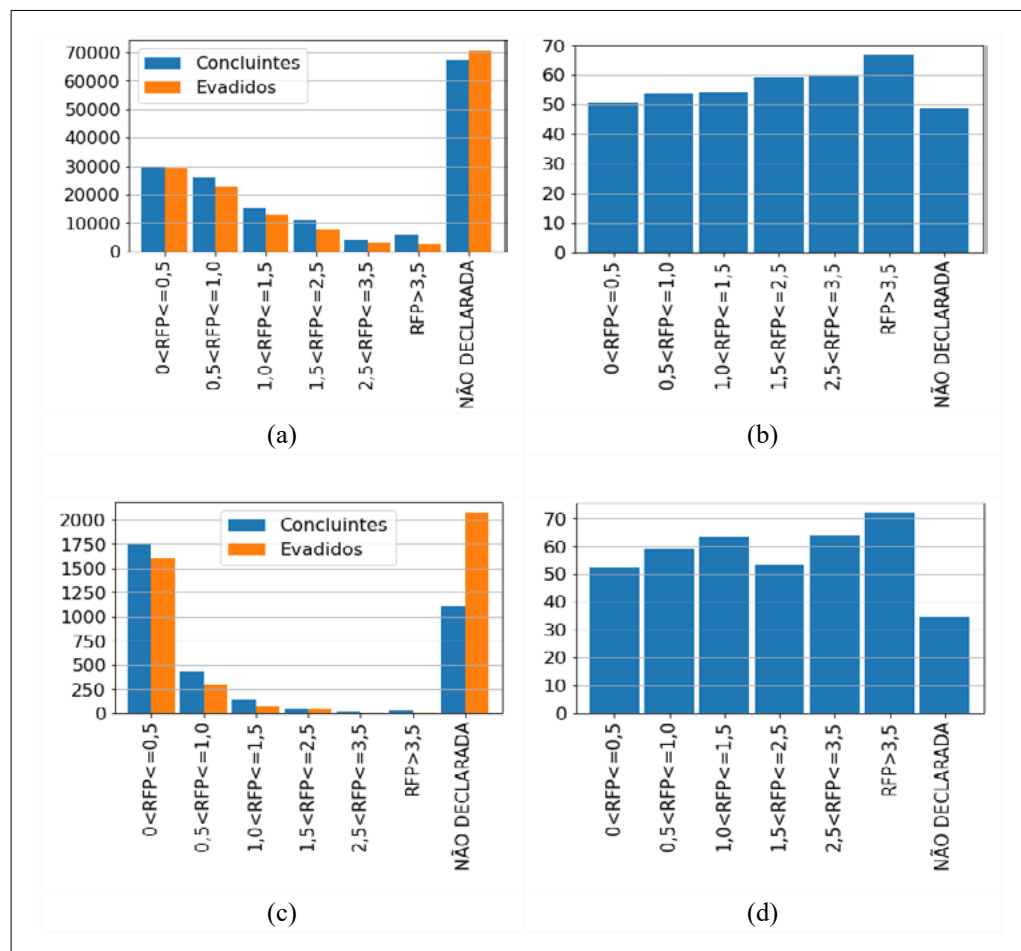 70000
60000
50000
40000
30000
20000
10000
0
Concluintes
Evadidos
0<RFP<=0,5
0,5<RFP<=1,0
1,0<RFP<=1,5
1,5<RFP<=2,5
2,5<RFP<=3,5
RFP>3,5
NÃO DECLARADA
(a)
70
60
50
40
30
20
10
0
0<RFP<=0,5
0,5<RFP<=1,0
1,0<RFP<=1,5
1,5<RFP<=2,5
2,5<RFP<=3,5
RFP>3,5
NÃO DECLARADA
(b)
2000
1750
1500
1250
1000
750
500
250
0
Concluintes
Evadidos
0<RFP<=0,5
0,5<RFP<=1,0
1,0<RFP<=1,5
1,5<RFP<=2,5
2,5<RFP<=3,5
RFP>3,5
NÃO DECLARADA
(c)
70
60
50
40
30
20
10
0
0<RFP<=0,5
0,5<RFP<=1,0
1,0<RFP<=1,5
1,5<RFP<=2,5
2,5<RFP<=3,5
RFP>3,5
NÃO DECLARADA
(d)